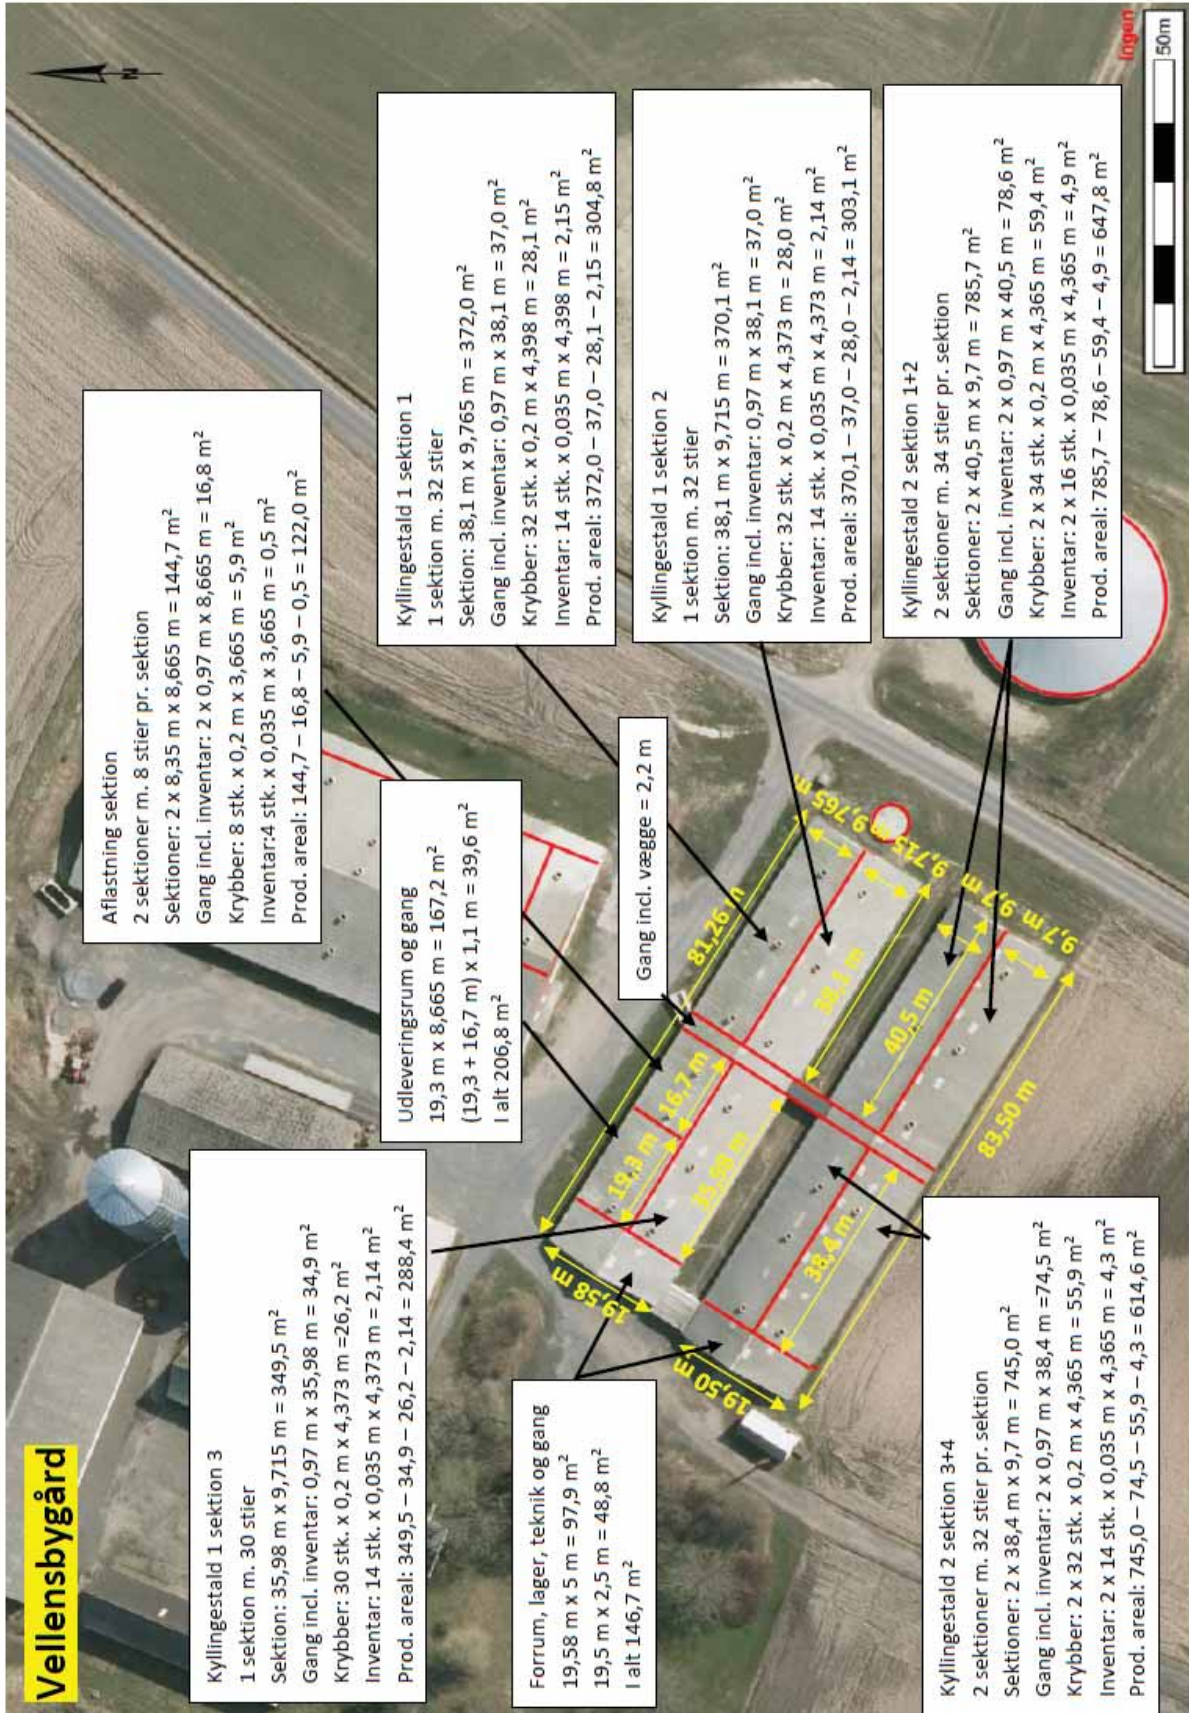 Vellensbygård
N
Aflastning sektion
2 sektioner m. 8 stier pr. sektion
Sektioner: 2 x 8,35 m x 8,665 m = 144,7 m²
Gang incl. inventar: 2 x 0,97 m x 8,665 m = 16,8 m²
Krybber: 8 stk. x 0,2 m x 3,665 m = 5,9 m²
Inventar:4 stk. x 0,035 m x 3,665 m = 0,5 m²
Prod. areal: 144,7 – 16,8 – 5,9 – 0,5 = 122,0 m²
Kyllingestald 1 sektion 3
1 sektion m. 30 stier
Sektion: 35,98 m x 9,715 m = 349,5 m²
Gang incl. inventar: 0,97 m x 35,98 m = 34,9 m²
Krybber: 30 stk. x 0,2 m x 4,373 m =26,2 m²
Inventar: 14 stk. x 0,035 m x 4,373 m = 2,14 m²
Prod. areal: 349,5 – 34,9 – 26,2 – 2,14 = 288,4 m²
Udleveringsrum og gang
19,3 m x 8,665 m = 167,2 m²
(19,3 + 16,7 m) x 1,1 m = 39,6 m²
I alt 206,8 m²
Kyllingestald 1 sektion 1
1 sektion m. 32 stier
Sektion: 38,1 m x 9,765 m = 372,0 m²
Gang incl. inventar: 0,97 m x 38,1 m = 37,0 m²
Krybber: 32 stk. x 0,2 m x 4,398 m = 28,1 m²
Inventar: 14 stk. x 0,035 m x 4,398 m = 2,15 m²
Prod. areal: 372,0 – 37,0 – 28,1 – 2,15 = 304,8 m²
Forrum, lager, teknik og gang
19,58 m x 5 m = 97,9 m²
19,5 m x 2,5 m = 48,8 m²
I alt 146,7 m²
Gang incl. vægge = 2,2 m
Kyllingestald 1 sektion 2
1 sektion m. 32 stier
Sektion: 38,1 m x 9,715 m = 370,1 m²
Gang incl. inventar: 0,97 m x 38,1 m = 37,0 m²
Krybber: 32 stk. x 0,2 m x 4,373 m = 28,0 m²
Inventar: 14 stk. x 0,035 m x 4,373 m = 2,14 m²
Prod. areal: 370,1 – 37,0 – 28,0 – 2,14 = 303,1 m²
81,26 m
19,58 m
19,3 m
16,7 m
35,98 m
38,1 m
9,765 m
9,715 m
19,50 m
38,4 m
40,5 m
9,7 m
9,7 m
83,50 m
Kyllingestald 2 sektion 3+4
2 sektioner m. 32 stier pr. sektion
Sektioner: 2 x 38,4 m x 9,7 m = 745,0 m²
Gang incl. inventar: 2 x 0,97 m x 38,4 m =74,5 m²
Krybber: 2 x 32 stk. x 0,2 m x 4,365 m = 55,9 m²
Inventar: 2 x 14 stk. x 0,035 m x 4,365 m = 4,3 m²
Prod. areal: 745,0 – 74,5 – 55,9 – 4,3 = 614,6 m²
Kyllingestald 2 sektion 1+2
2 sektioner m. 34 stier pr. sektion
Sektioner: 2 x 40,5 m x 9,7 m = 785,7 m²
Gang incl. inventar: 2 x 0,97 m x 40,5 m = 78,6 m²
Krybber: 2 x 34 stk. x 0,2 m x 4,365 m = 59,4 m²
Inventar: 2 x 16 stk. x 0,035 m x 4,365 m = 4,9 m²
Prod. areal: 785,7 – 78,6 – 59,4 – 4,9 = 647,8 m²
Ingen
50m